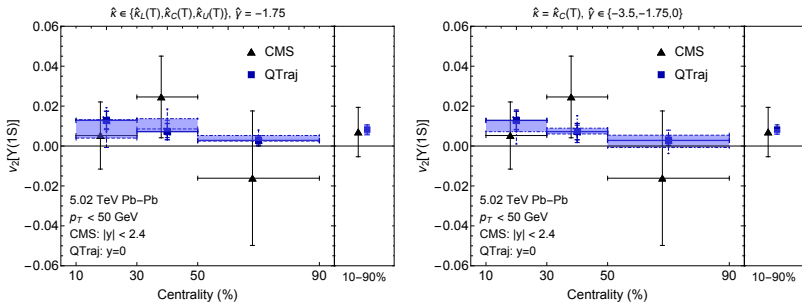 κ̂ ∈ {κ̂_L(T),κ̂_C(T),κ̂_U(T)}, γ̂ = −1.75
0.06
0.04
0.02
0.00
−0.02
−0.04
−0.06
v₂[Υ(1S)]
CMS
QTraj
5.02 TeV Pb−Pb
p_T < 50 GeV
CMS: |y| < 2.4
QTraj: y=0
10 30 50 90
10−90%
Centrality (%)
κ̂ = κ̂_C(T), γ̂ ∈ {−3.5,−1.75,0}
0.06
0.04
0.02
0.00
−0.02
−0.04
−0.06
v₂[Υ(1S)]
CMS
QTraj
5.02 TeV Pb−Pb
p_T < 50 GeV
CMS: |y| < 2.4
QTraj: y=0
10 30 50 90
10−90%
Centrality (%)